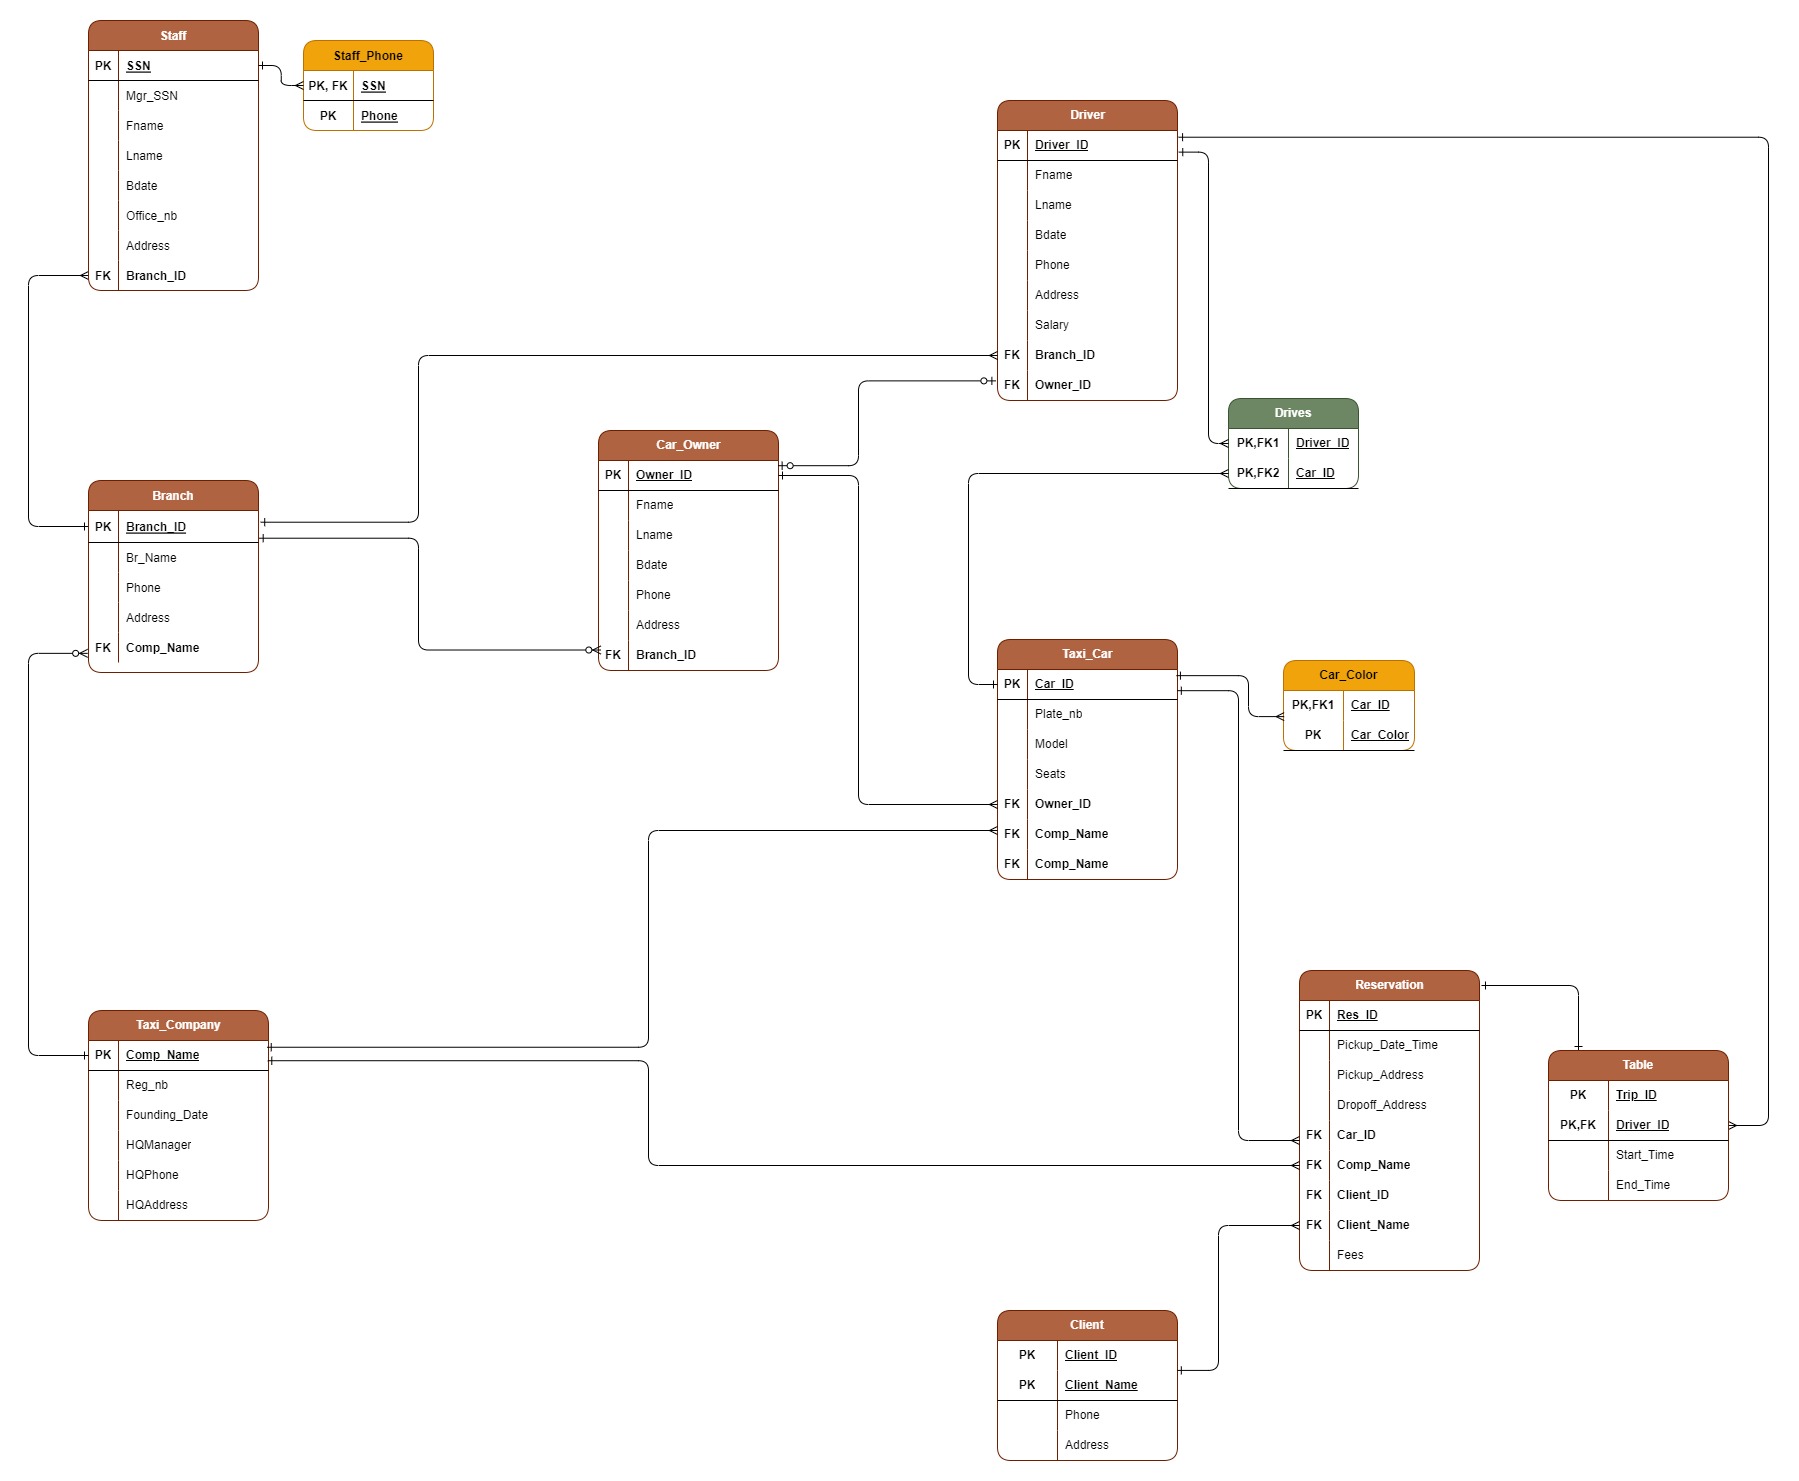 Staff
PK SSN
Mgr_SSN
Fname
Lname
Bdate
Office_nb
Address
FK Branch_ID
Staff_Phone
PK, FK SSN
PK Phone
Driver
PK Driver_ID
Fname
Lname
Bdate
Phone
Address
Salary
FK Branch_ID
FK Owner_ID
Drives
PK,FK1 Driver_ID
PK,FK2 Car_ID
Car_Owner
PK Owner_ID
Fname
Lname
Bdate
Phone
Address
FK Branch_ID
Branch
PK Branch_ID
Br_Name
Phone
Address
FK Comp_Name
Taxi_Car
PK Car_ID
Plate_nb
Model
Seats
FK Owner_ID
FK Comp_Name
FK Comp_Name
Car_Color
PK,FK1 Car_ID
PK Car_Color
Taxi_Company
PK Comp_Name
Reg_nb
Founding_Date
HQManager
HQPhone
HQAddress
Reservation
PK Res_ID
Pickup_Date_Time
Pickup_Address
Dropoff_Address
FK Car_ID
FK Comp_Name
FK Client_ID
FK Client_Name
Fees
Table
PK Trip_ID
PK,FK Driver_ID
Start_Time
End_Time
Client
PK Client_ID
PK Client_Name
Phone
Address